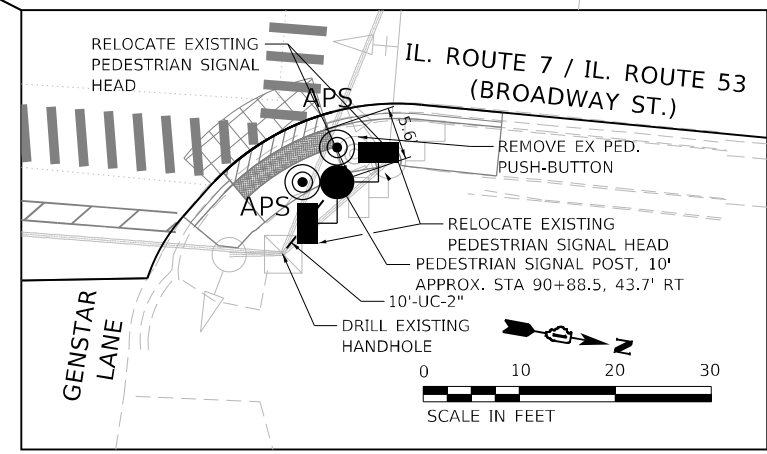 RELOCATE EXISTING
PEDESTRIAN SIGNAL
HEAD
APS
IL. ROUTE 7 / IL. ROUTE 53
(BROADWAY ST.)
5.6'
REMOVE EX PED.
PUSH-BUTTON
APS
RELOCATE EXISTING
PEDESTRIAN SIGNAL HEAD
PEDESTRIAN SIGNAL POST, 10'
APPROX. STA 90+88.5, 43.7' RT
10'-UC-2"
DRILL EXISTING
HANDHOLE
GENSTAR
LANE
N
0 10 20 30
SCALE IN FEET